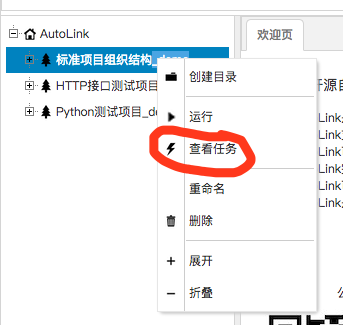 AutoLink
标准项目组织结构_demo
HTTP接口测试项目
Python测试项目_de
欢迎页
创建目录
运行
查看任务
重命名
删除
展开
折叠
开源
Link
Link
Link
Link
Link
Link